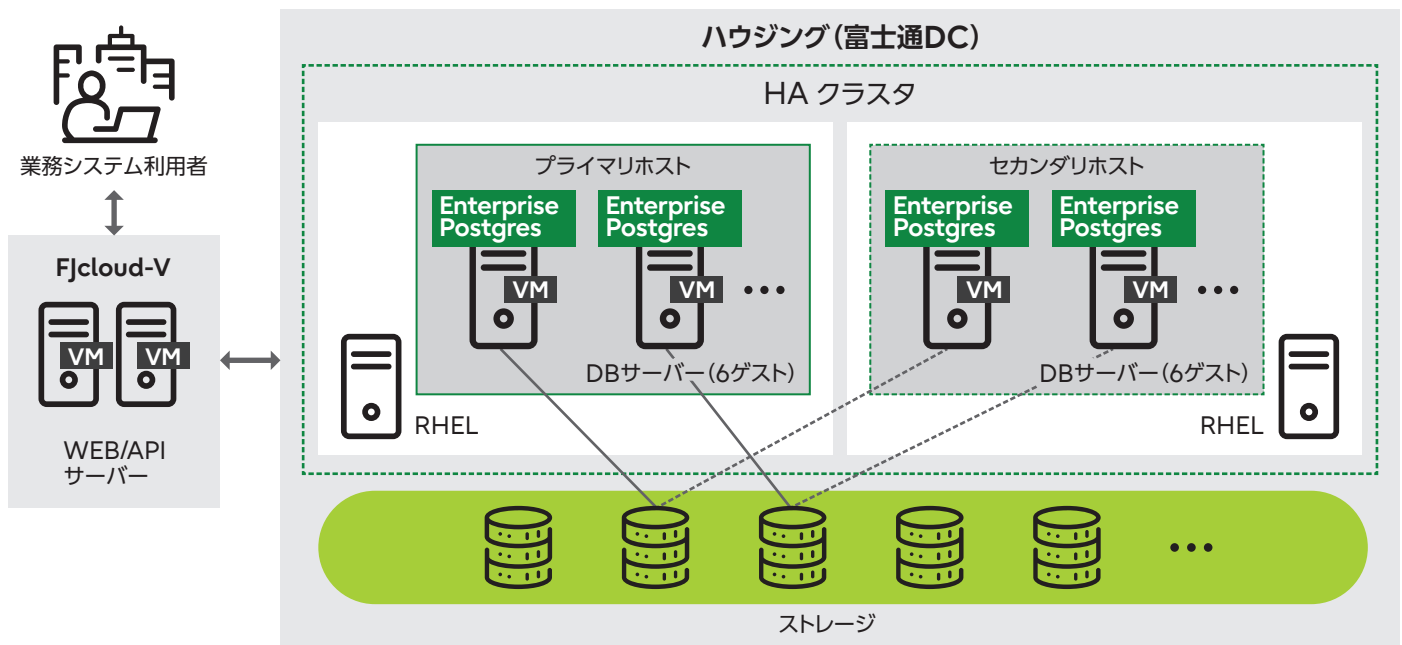 業務システム利用者
FJcloud-V
VM
VM
WEB/API
サーバー
ハウジング(富士通DC)
HA クラスタ
プライマリホスト
Enterprise
Postgres
VM
Enterprise
Postgres
VM
•••
DBサーバー(6ゲスト)
RHEL
セカンダリホスト
Enterprise
Postgres
VM
Enterprise
Postgres
VM
•••
DBサーバー(6ゲスト)
RHEL
•••
ストレージ